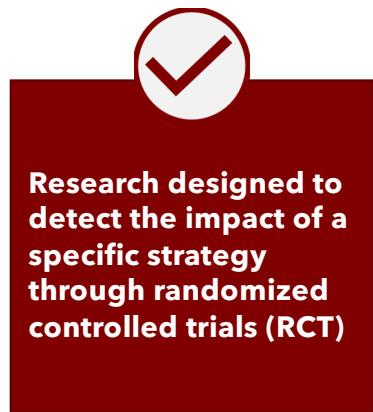 Research designed to
detect the impact of a
specific strategy
through randomized
controlled trials (RCT)